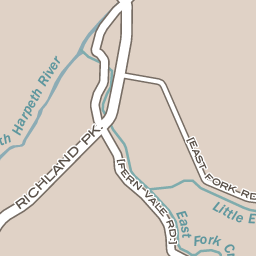 th Harpeth River
RICHLAND PK.
[EAST FORK RD
Little E
[FERN VALE RD.]
East
Fork C